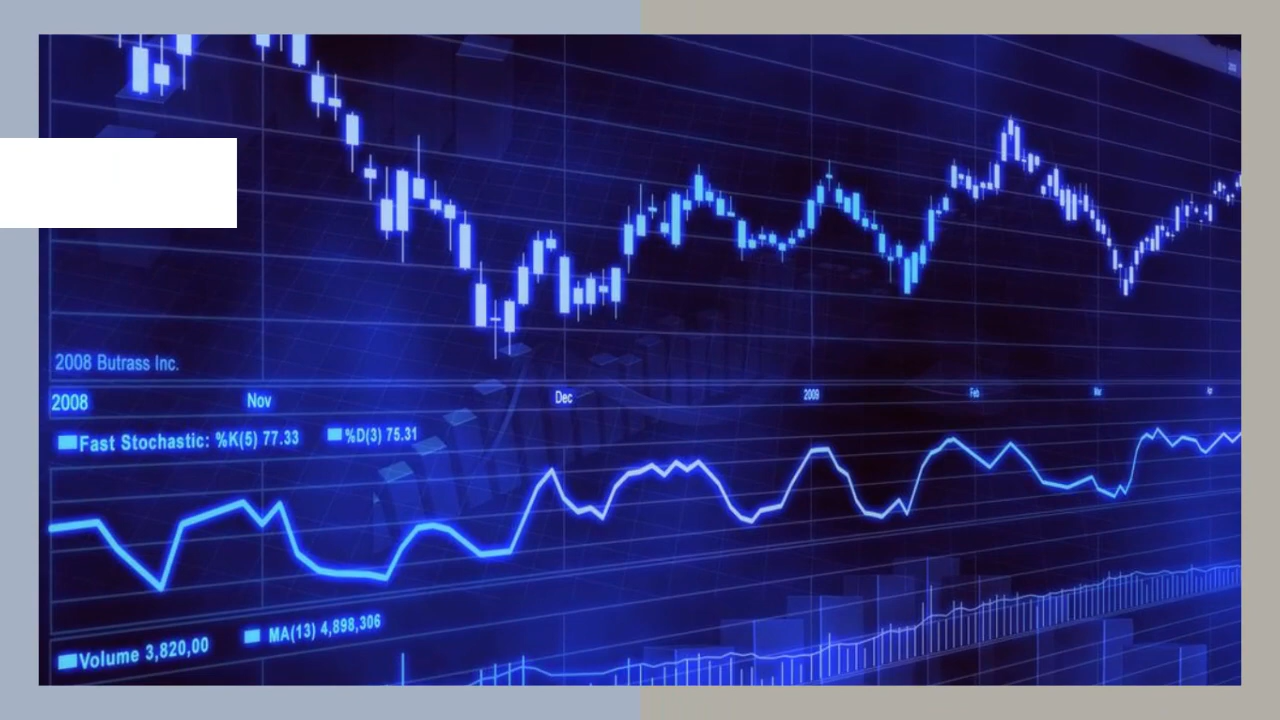 2008 Butrass Inc.
2008 Nov Dec 2009 Feb Mar Apr
Fast Stochastic: %K(5) 77.33 %D(3) 75.31
Volume 3,820,00 MA(13) 4,898,306